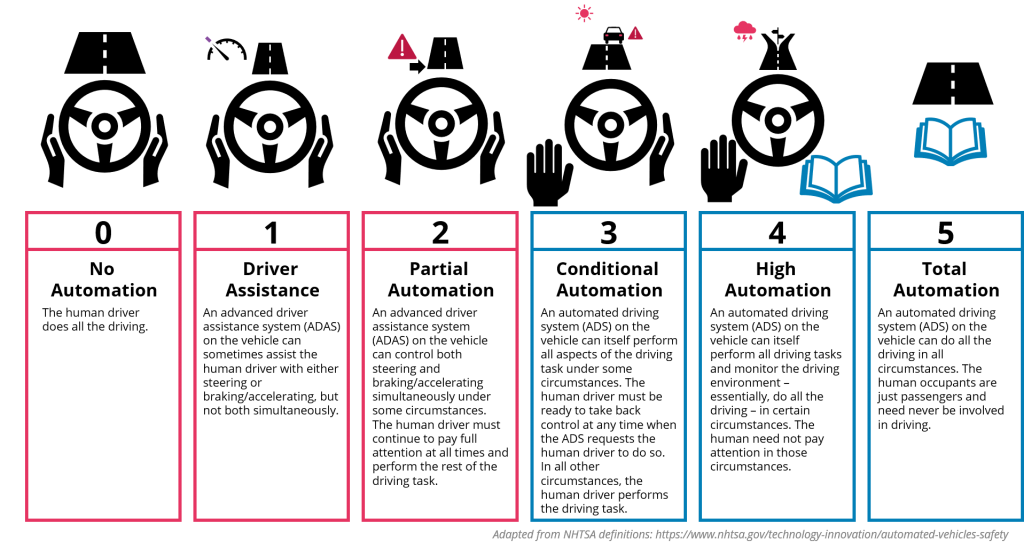 0
No
Automation
The human driver
does all the driving.
1
Driver
Assistance
An advanced driver
assistance system (ADAS)
on the vehicle can
sometimes assist the
human driver with either
steering or
braking/accelerating, but
not both simultaneously.
2
Partial
Automation
An advanced driver
assistance system
(ADAS) on the vehicle
can control both
steering and
braking/accelerating
simultaneously under
some circumstances.
The human driver must
continue to pay full
attention at all times and
perform the rest of the
driving task.
3
Conditional
Automation
An automated driving
system (ADS) on the
vehicle can itself perform
all aspects of the driving
task under some
circumstances. The
human driver must be
ready to take back
control at any time when
the ADS requests the
human driver to do so.
In all other
circumstances, the
human driver performs
the driving task.
4
High
Automation
An automated driving
system (ADS) on the
vehicle can itself
perform all driving tasks
and monitor the driving
environment –
essentially, do all the
driving – in certain
circumstances. The
human need not pay
attention in those
circumstances.
5
Total
Automation
An automated driving
system (ADS) on the
vehicle can do all the
driving in all
circumstances. The
human occupants are
just passengers and
need never be involved
in driving.
Adapted from NHTSA definitions: https://www.nhtsa.gov/technology-innovation/automated-vehicles-safety